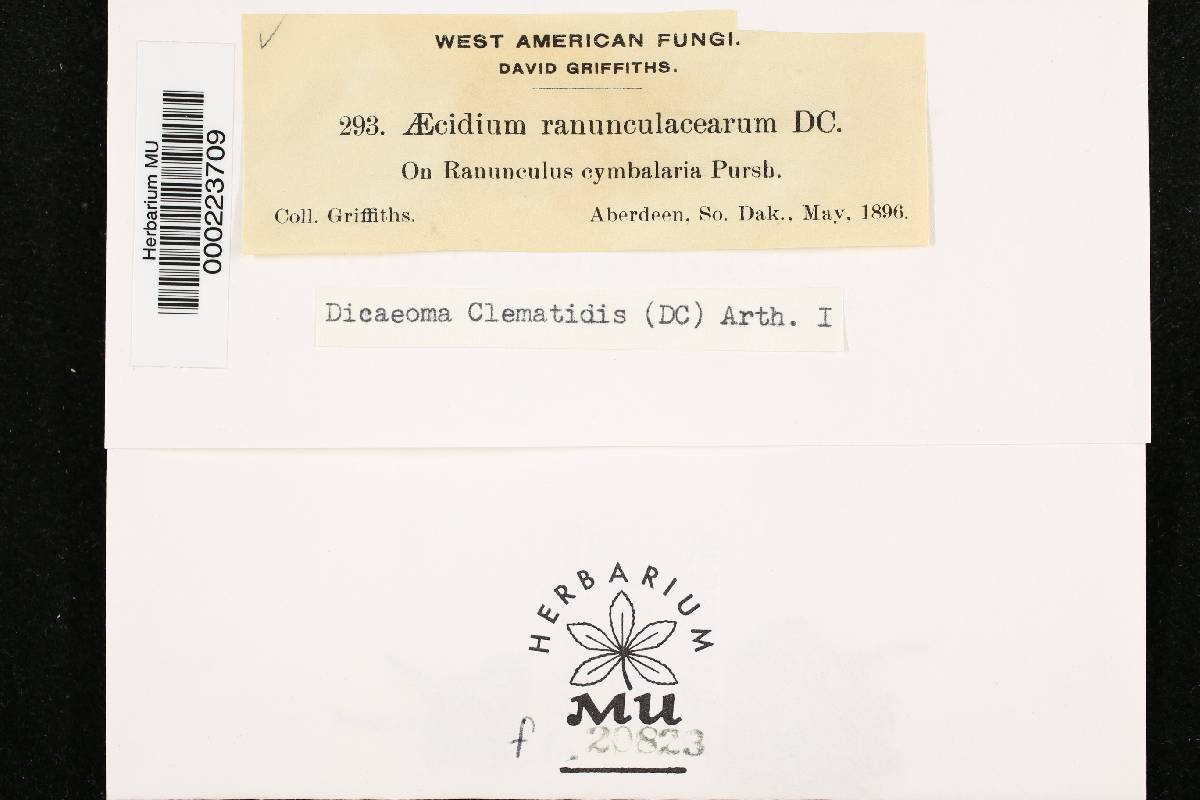 WEST AMERICAN FUNGI.
DAVID GRIFFITHS.
293. Æcidium ranunculacearum DC.
On Ranunculus cymbalaria Pursh.
Coll. Griffiths. Aberdeen, So. Dak., May, 1896.
Herbarium MU
000223709
Dicaeoma Clematidis (DC) Arth. I
HERBARIUM
MU
f 20823